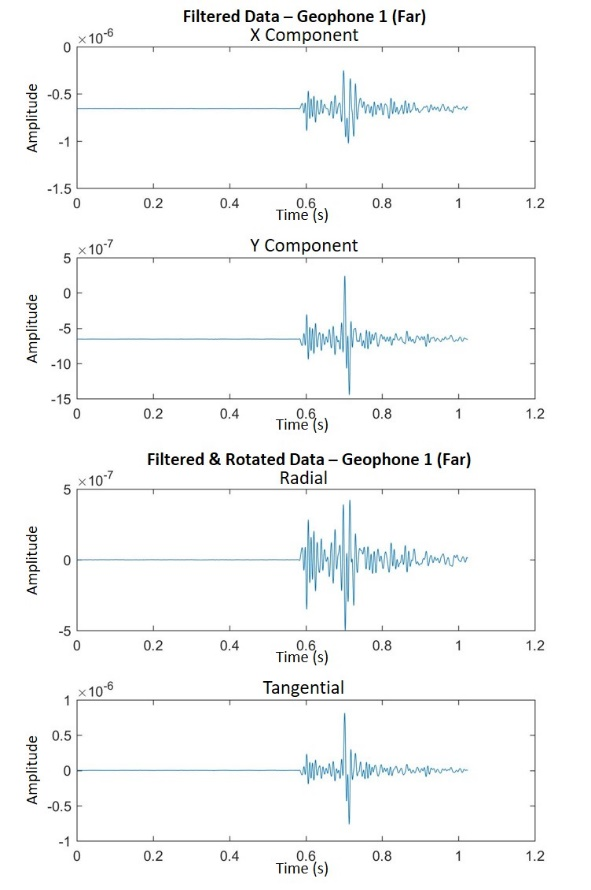 Filtered Data – Geophone 1 (Far)
X Component
×10⁻⁶
0
-0.5
-1
-1.5
Amplitude
0 0.2 0.4 0.6 0.8 1 1.2
Time (s)
Y Component
×10⁻⁷
5
0
-5
-10
-15
Amplitude
0 0.2 0.4 0.6 0.8 1 1.2
Time (s)
Filtered & Rotated Data – Geophone 1 (Far)
Radial
×10⁻⁷
5
0
-5
Amplitude
0 0.2 0.4 0.6 0.8 1 1.2
Time (s)
Tangential
×10⁻⁶
1
0.5
0
-0.5
-1
Amplitude
0 0.2 0.4 0.6 0.8 1 1.2
Time (s)